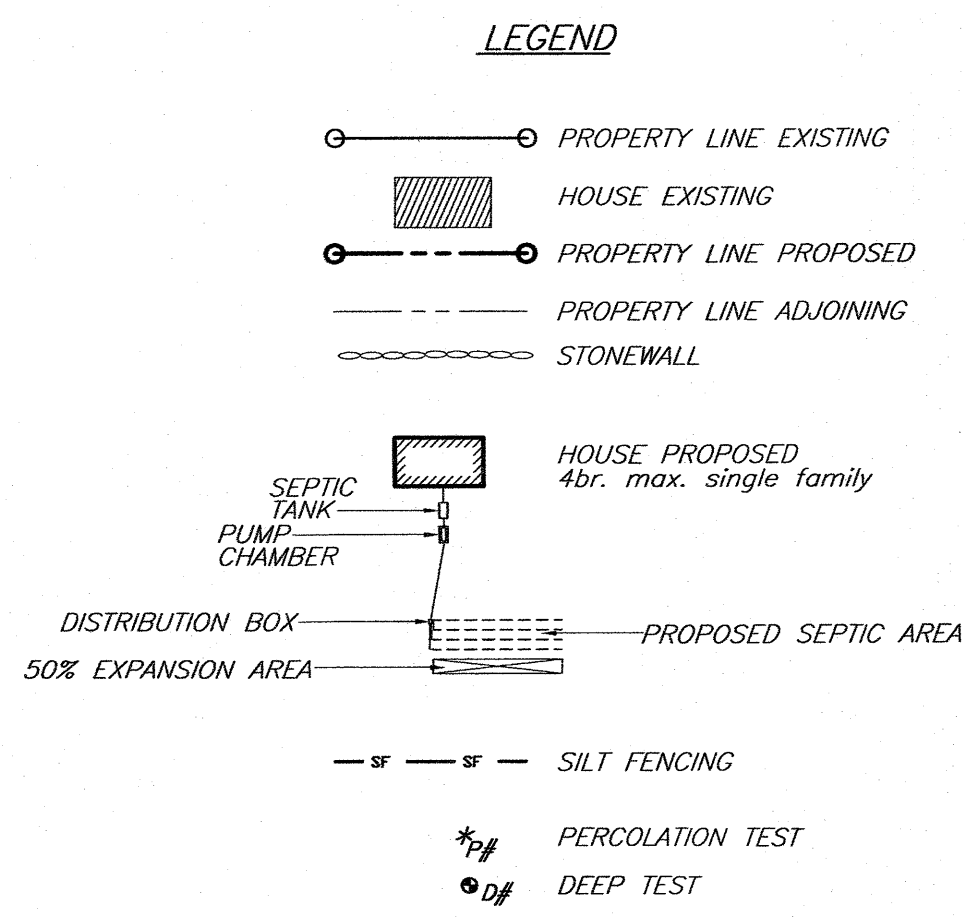 LEGEND
PROPERTY LINE EXISTING
HOUSE EXISTING
PROPERTY LINE PROPOSED
PROPERTY LINE ADJOINING
STONEWALL
HOUSE PROPOSED
4br. max. single family
SEPTIC
TANK
PUMP
CHAMBER
DISTRIBUTION BOX
PROPOSED SEPTIC AREA
50% EXPANSION AREA
SF SF SILT FENCING
*P# PERCOLATION TEST
D# DEEP TEST